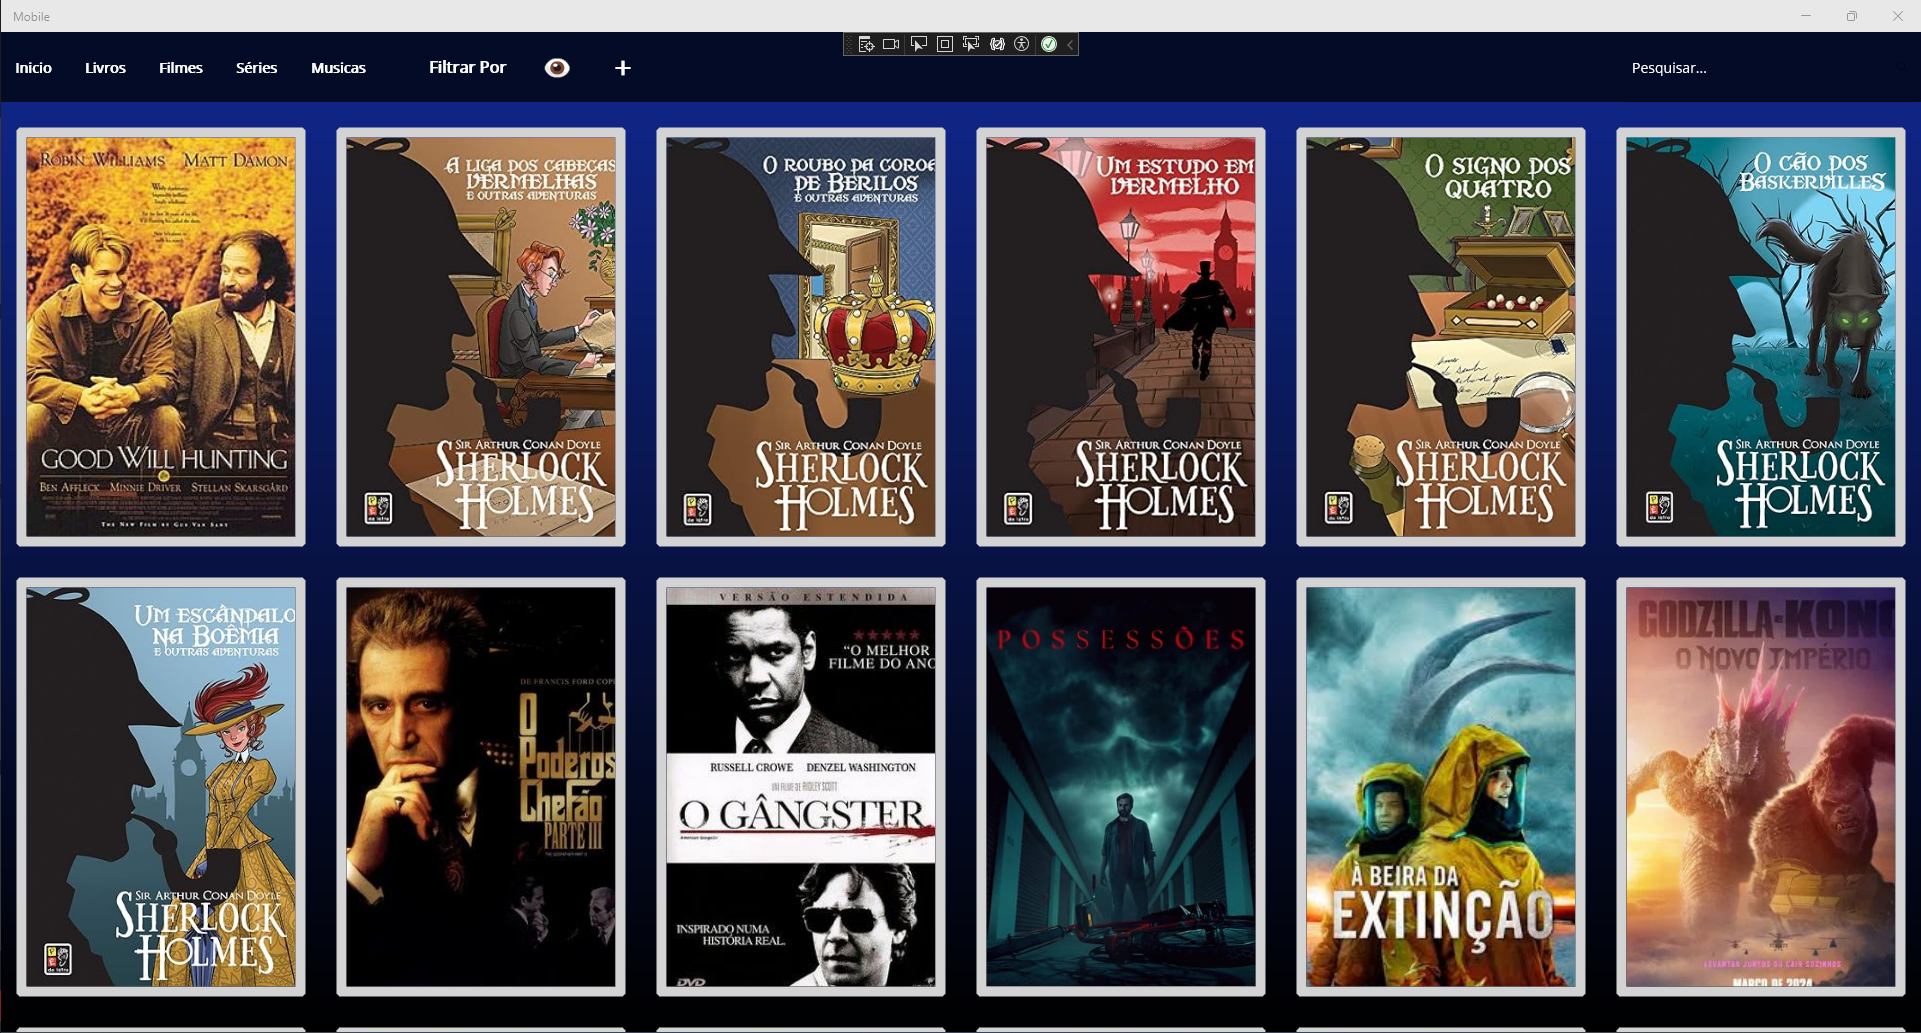 Mobile
Inicio Livros Filmes Séries Musicas Filtrar Por Pesquisar...
ROBIN WILLIAMS MATT DAMON
GOOD WILL HUNTING
BEN AFFLECK MINNIE DRIVER STELLAN SKARSGÅRD
THE NEW FILM BY GUS VAN SANT
A LIGA DOS CABEÇAS
VERMELHAS
E OUTRAS AVENTURAS
SIR ARTHUR CONAN DOYLE
SHERLOCK
HOLMES
O ROUBO DA COROA
DE BERILOS
E OUTRAS AVENTURAS
SIR ARTHUR CONAN DOYLE
SHERLOCK
HOLMES
UM ESTUDO EM
VERMELHO
SIR ARTHUR CONAN DOYLE
SHERLOCK
HOLMES
O SIGNO DOS
QUATRO
SIR ARTHUR CONAN DOYLE
SHERLOCK
HOLMES
O CÃO DOS
BASKERVILLES
SIR ARTHUR CONAN DOYLE
SHERLOCK
HOLMES
UM ESCÂNDALO
NA BOÊMIA
E OUTRAS AVENTURAS
SIR ARTHUR CONAN DOYLE
SHERLOCK
HOLMES
DE FRANCIS FORD COP
O
Poderos
Chefão
PARTE III
VERSÃO ESTENDIDA
"O MELHOR
FILME DO ANO
RUSSELL CROWE DENZEL WASHINGTON
UM FILME DE RIDLEY SCOTT
O GÂNGSTER
American Gangster
INSPIRADO NUMA
HISTÓRIA REAL.
DVD
POSSESSÕES
À BEIRA DA
EXTINÇÃO
GODZILLA E KONG
O NOVO IMPÉRIO
LEVANTAR JUNTOS OU CAIR SOZINHOS
MARÇO DE 2024